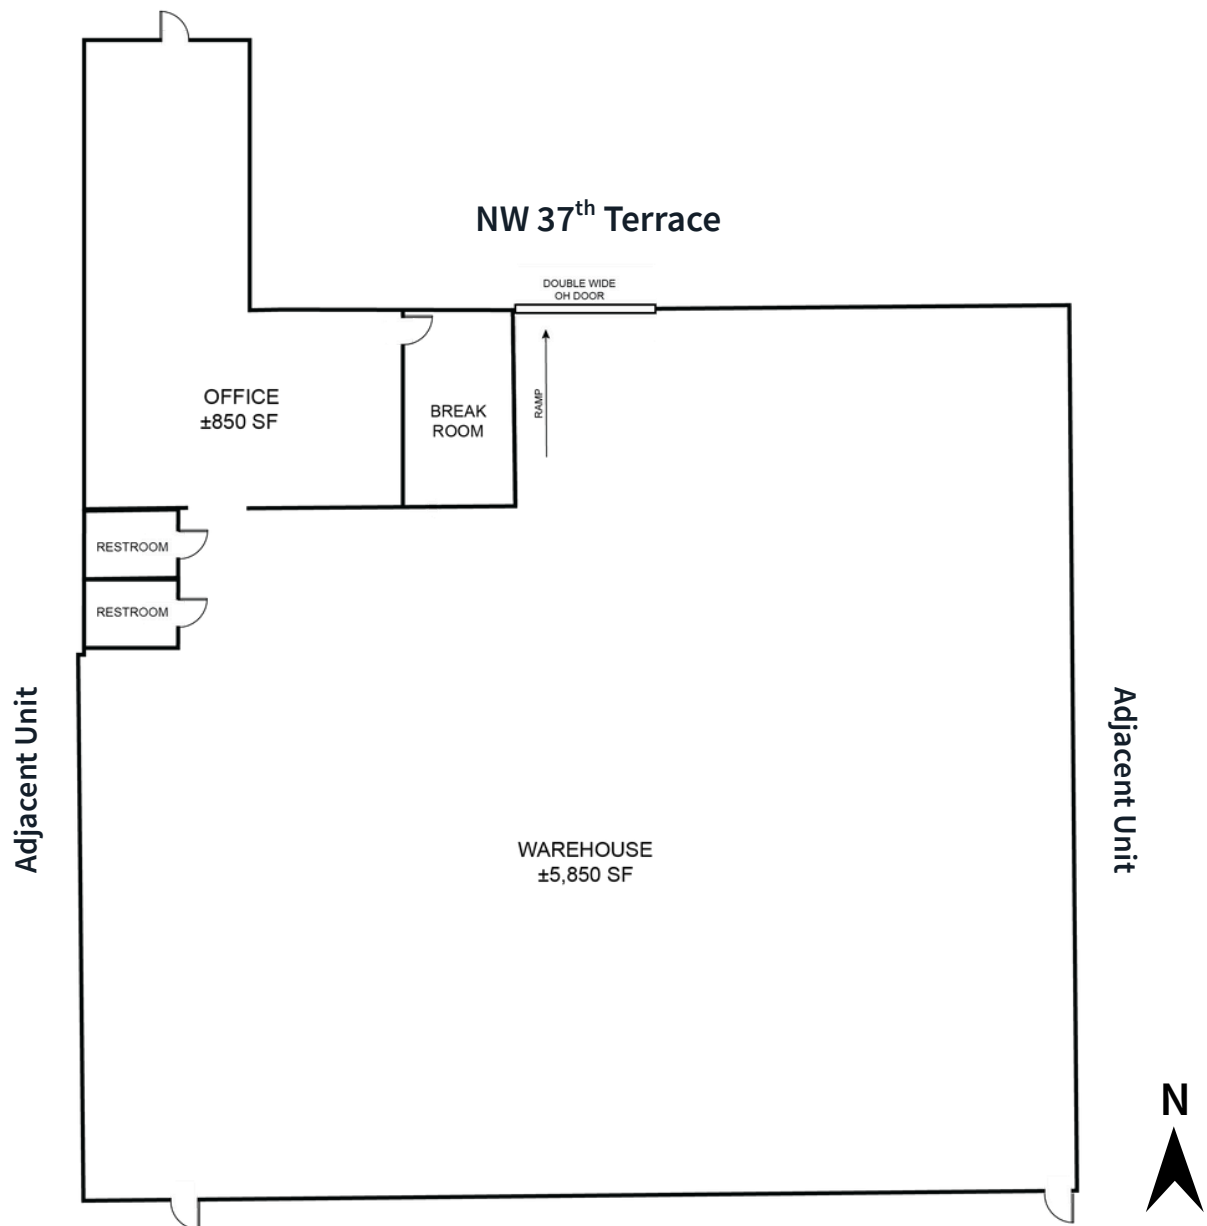 NW 37th Terrace
DOUBLE WIDE
OH DOOR
RAMP
OFFICE
±850 SF
BREAK
ROOM
RESTROOM
RESTROOM
Adjacent Unit
Adjacent Unit
WAREHOUSE
±5,850 SF
N